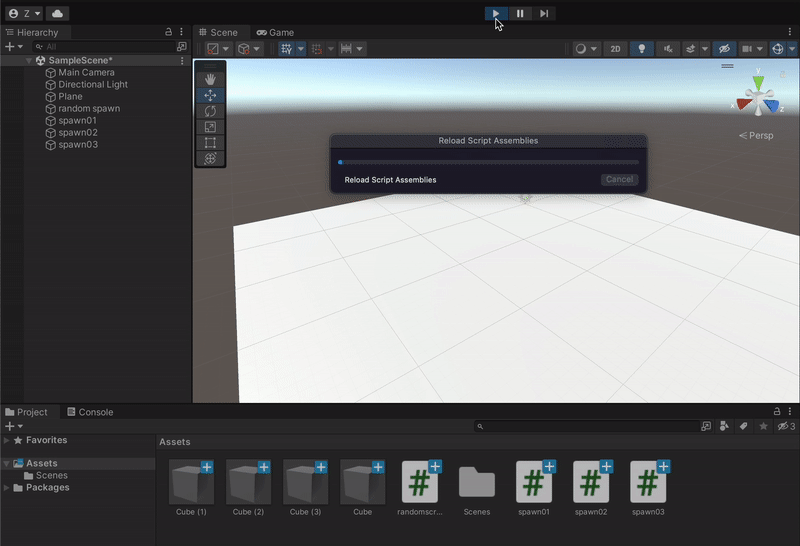 Z
Hierarchy
All
SampleScene*
Main Camera
Directional Light
Plane
random spawn
spawn01
spawn02
spawn03
Scene
Game
2D
y
x
z
Persp
Reload Script Assemblies
Reload Script Assemblies
Cancel
Project
Console
3
Favorites
Assets
Scenes
Packages
Assets
Cube (1)
Cube (2)
Cube (3)
Cube
randomscr...
Scenes
spawn01
spawn02
spawn03